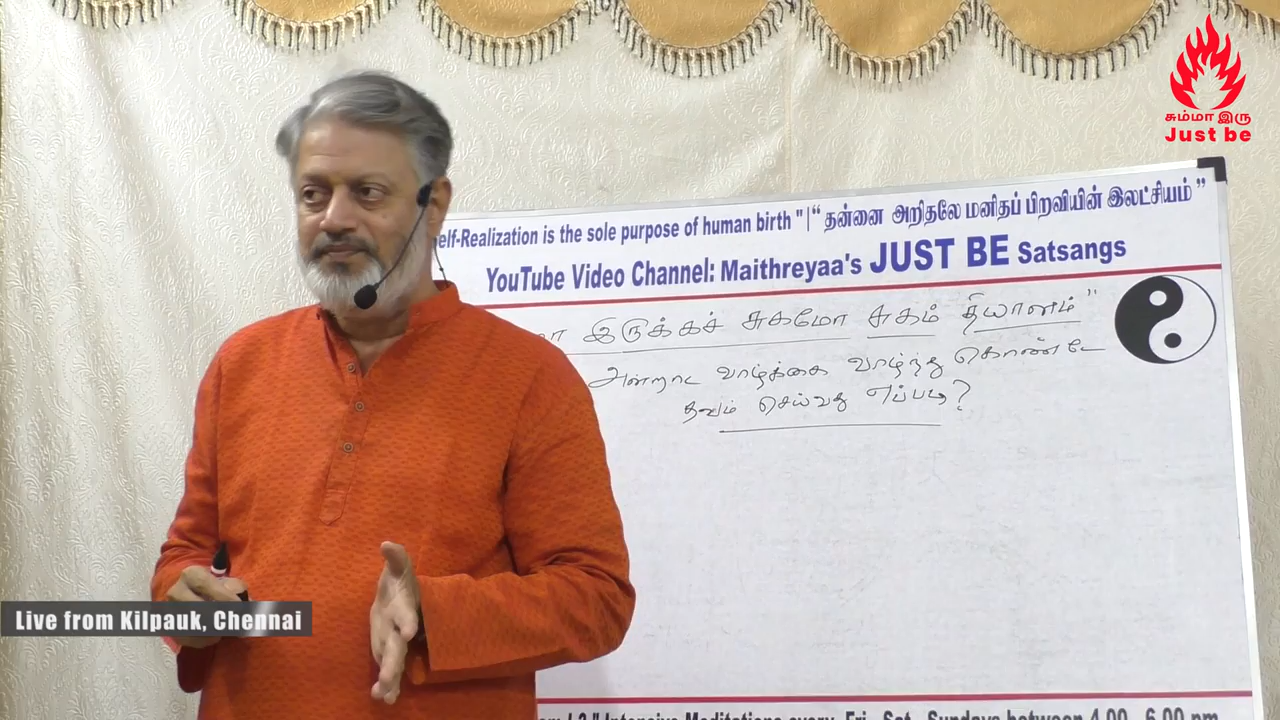 சும்மா இரு
Just be
Self-Realization is the sole purpose of human birth " | “ தன்னை அறிதலே மனிதப் பிறவியின் இலட்சியம் ”
YouTube Video Channel: Maithreyaa's JUST BE Satsangs
இருக்கச் சுகமோ சுகம் தியானம் "
அன்றாட வாழ்க்கை வாழ்ந்து கொண்டே
தவம் செய்வது எப்படி?
Live from Kilpauk, Chennai
I ? " Intensive Meditations every Fri Sat Sundays between 4.00 - 6.00 pm